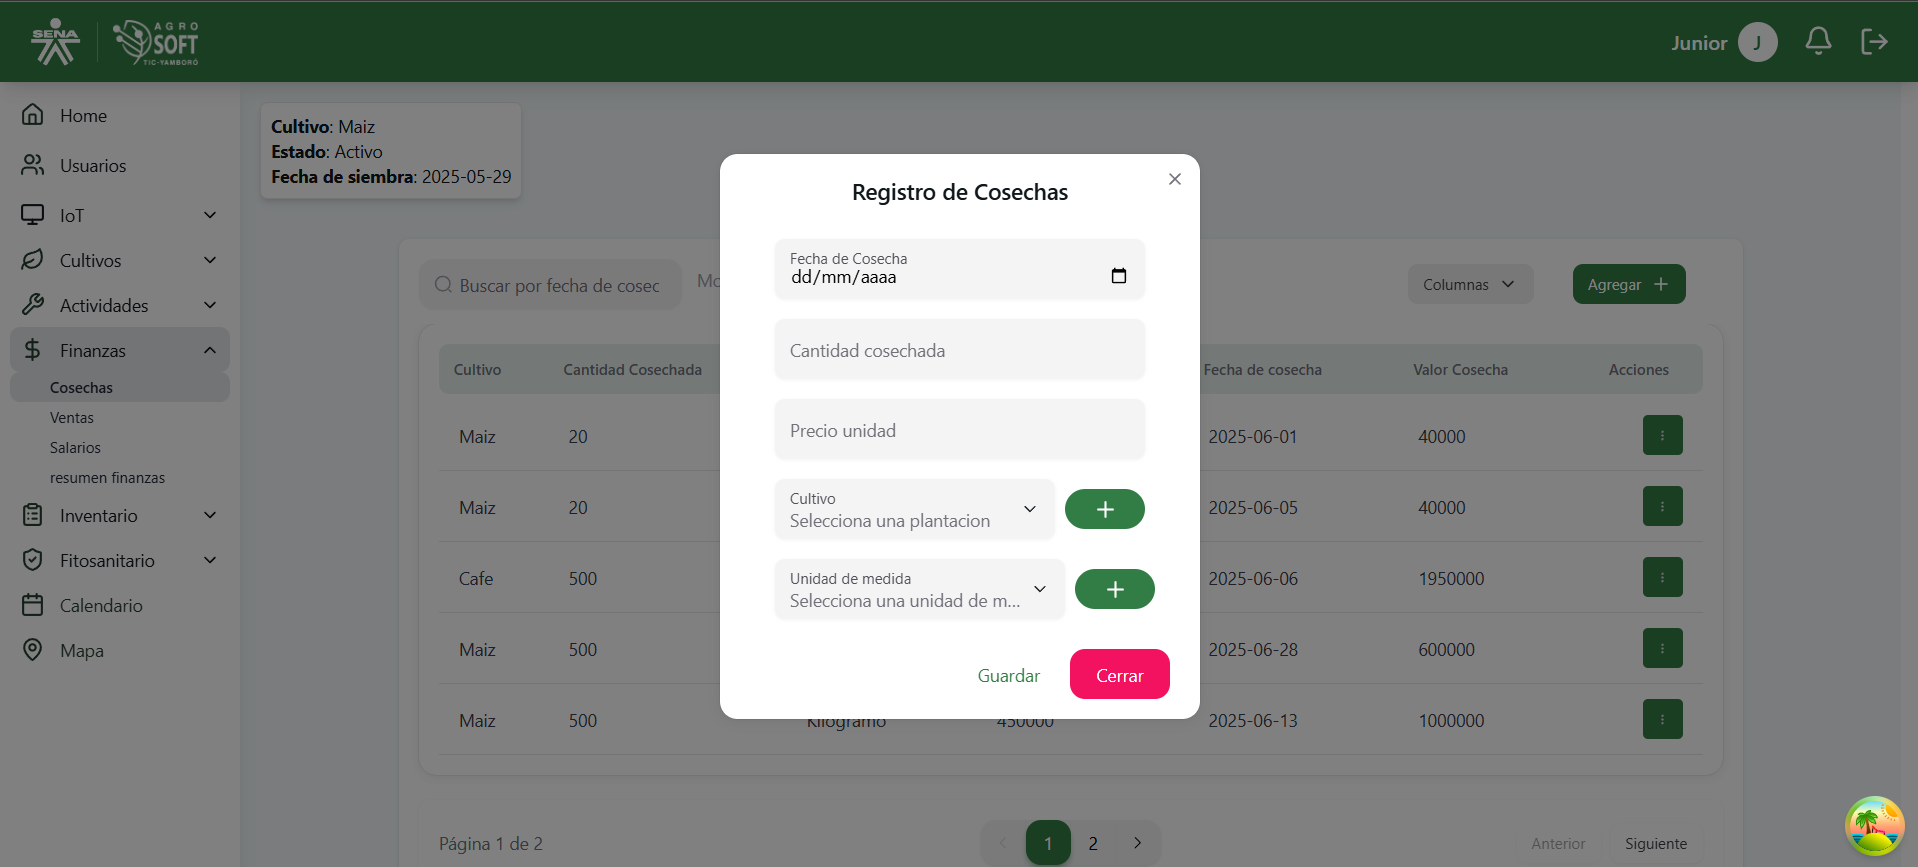 SENA
AGRO
SOFT
TIC-YAMBORÓ
Junior
J
Home
Usuarios
IoT
Cultivos
Actividades
Finanzas
Cosechas
Ventas
Salarios
resumen finanzas
Inventario
Fitosanitario
Calendario
Mapa
Cultivo: Maiz
Estado: Activo
Fecha de siembra: 2025-05-29
Buscar por fecha de cosec
Mo
Columnas
Agregar +
Cultivo Cantidad Cosechada Fecha de cosecha Valor Cosecha Acciones
Maiz 20 2025-06-01 40000
Maiz 20 2025-06-05 40000
Cafe 500 2025-06-06 1950000
Maiz 500 2025-06-28 600000
Maiz 500 Kilogramo 450000 2025-06-13 1000000
Página 1 de 2
1 2
Anterior Siguiente
Registro de Cosechas
Fecha de Cosecha
dd/mm/aaaa
Cantidad cosechada
Precio unidad
Cultivo
Selecciona una plantacion
Unidad de medida
Selecciona una unidad de m...
Guardar
Cerrar